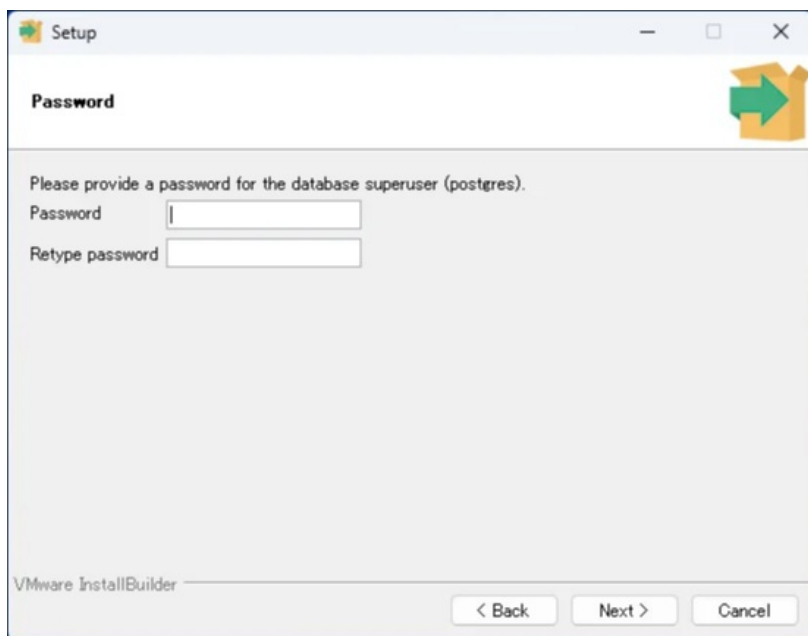 Setup
Password
Please provide a password for the database superuser (postgres).
Password
Retype password
VMware InstallBuilder
< Back Next > Cancel